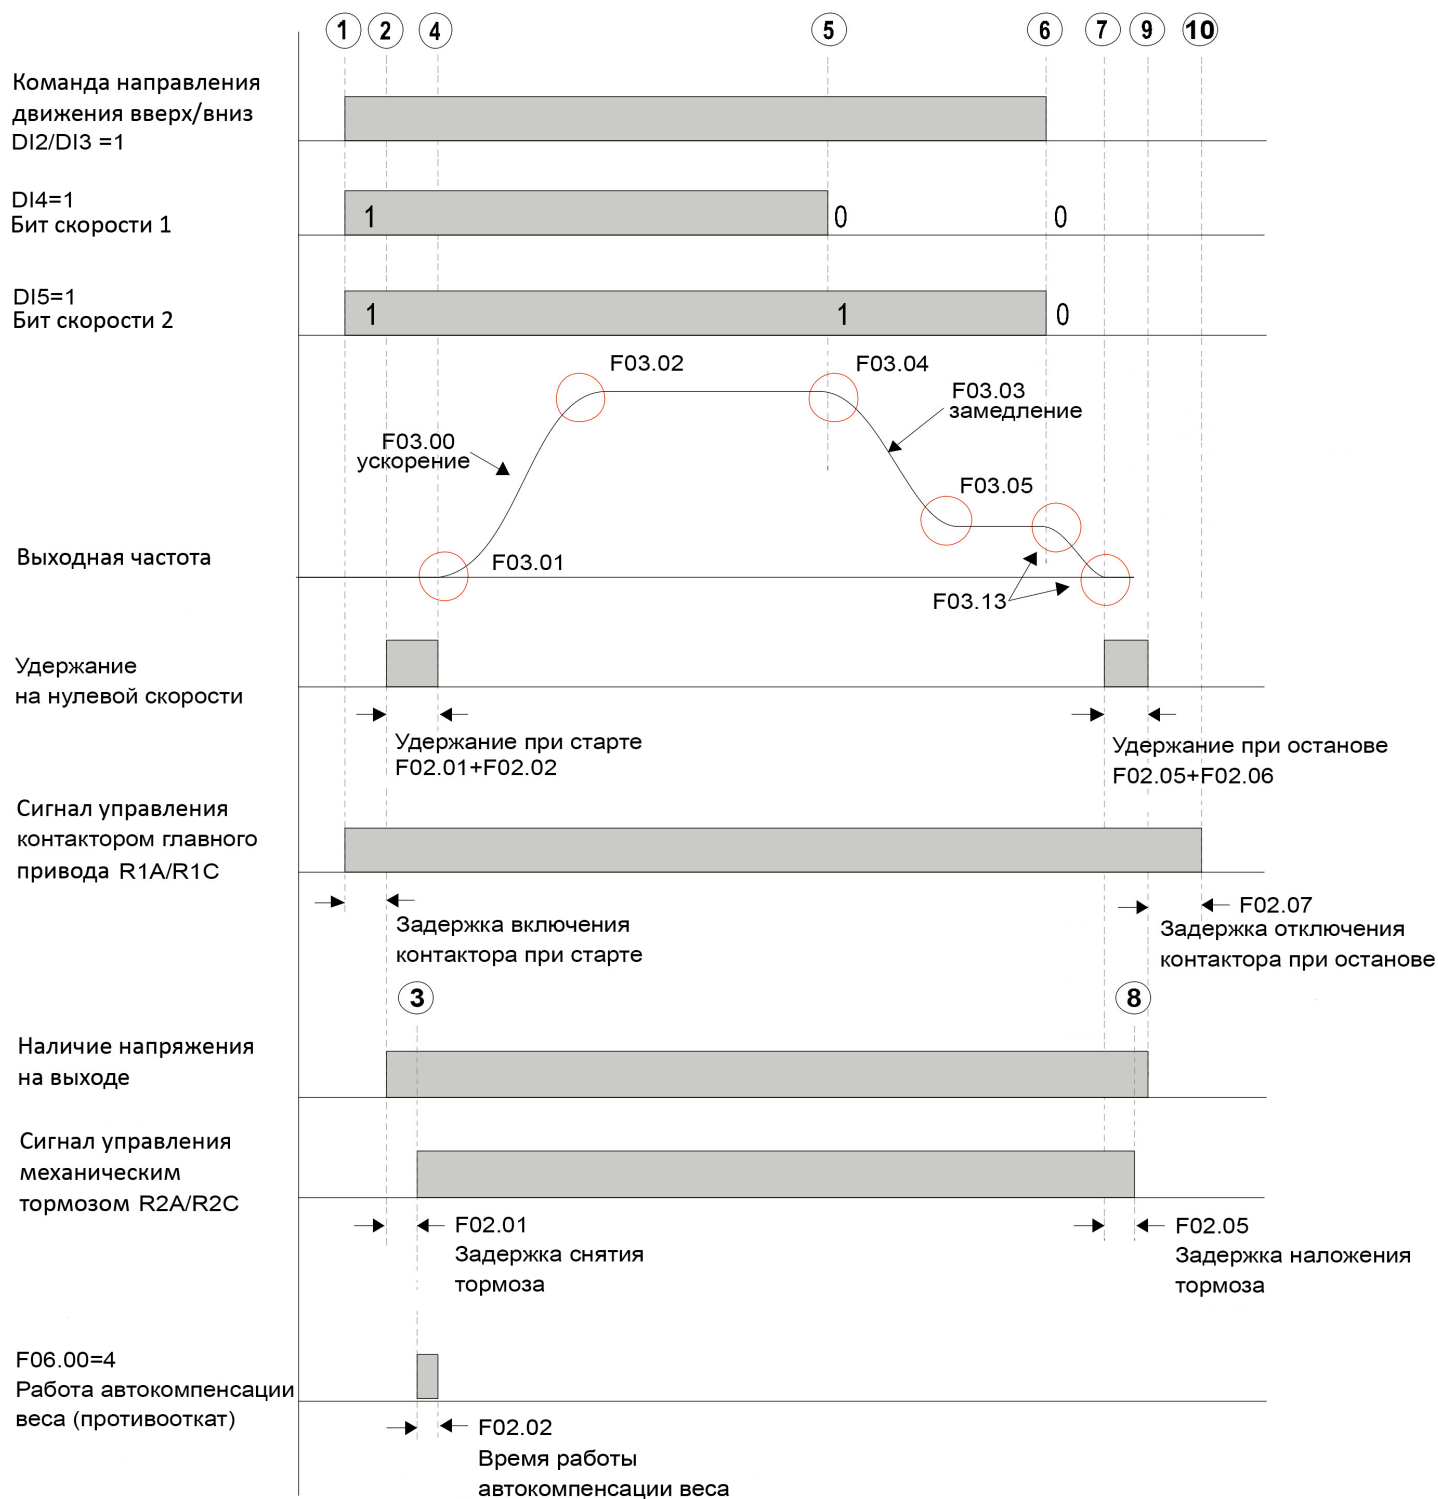 1 2 4 5 6 7 9 10
Команда направления
движения вверх/вниз
DI2/DI3 =1
DI4=1
Бит скорости 1
1 0 0
DI5=1
Бит скорости 2
1 1 0
F03.02
F03.04
F03.03
замедление
F03.00
ускорение
F03.05
Выходная частота
F03.01
F03.13
Удержание
на нулевой скорости
Удержание при старте
F02.01+F02.02
Удержание при останове
F02.05+F02.06
Сигнал управления
контактором главного
привода R1A/R1C
Задержка включения
контактора при старте
F02.07
Задержка отключения
контактора при останове
3 8
Наличие напряжения
на выходе
Сигнал управления
механическим
тормозом R2A/R2C
F02.01
Задержка снятия
тормоза
F02.05
Задержка наложения
тормоза
F06.00=4
Работа автокомпенсации
веса (противооткат)
F02.02
Время работы
автокомпенсации веса